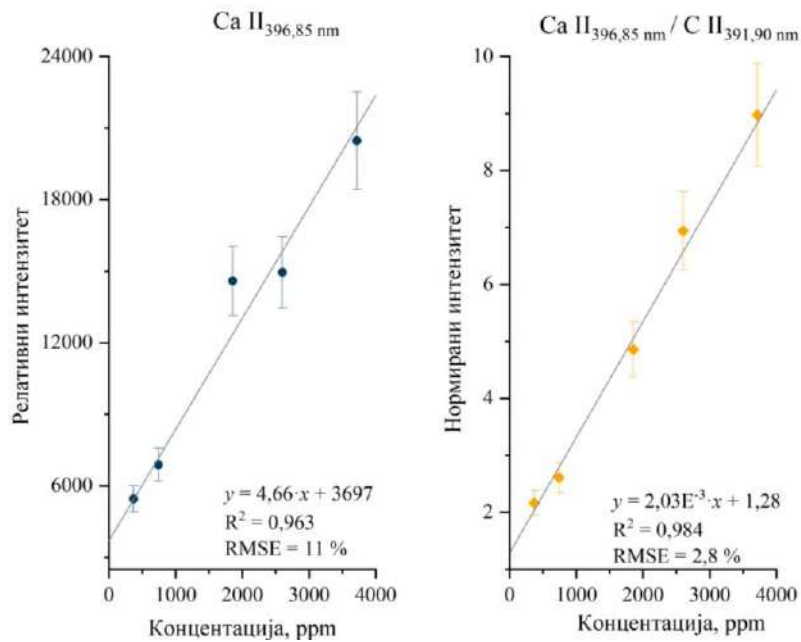 Ca II396,85 nm
24000
18000
12000
6000
Релативни интензитет
y = 4,66·x + 3697
R² = 0,963
RMSE = 11 %
0 1000 2000 3000 4000
Концентација, ppm
Ca II396,85 nm / C II391,90 nm
10
8
6
4
2
Нормирани интензитет
y = 2,03E⁻³·x + 1,28
R² = 0,984
RMSE = 2,8 %
0 1000 2000 3000 4000
Концентација, ppm